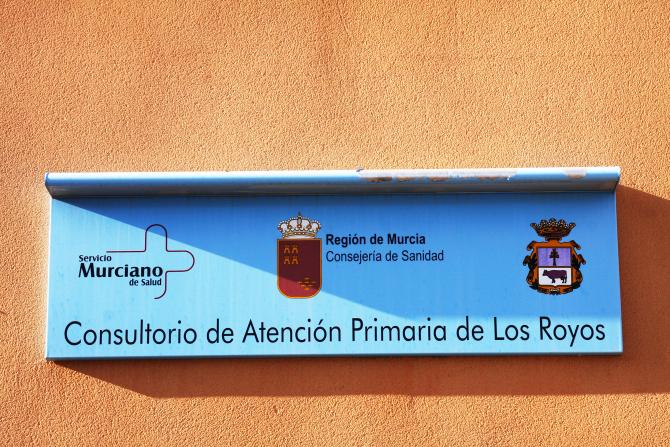 Servicio
Murciano
de Salud
Región de Murcia
Consejería de Sanidad
Consultorio de Atención Primaria de Los Royos